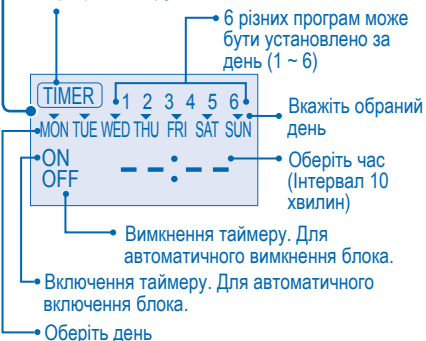 6 різних програм може
бути установлено за
день (1 ~ 6)
TIMER 1 2 3 4 5 6
MON TUE WED THU FRI SAT SUN
ON
OFF
--:--
Вкажіть обраний
день
Оберіть час
(Інтервал 10
хвилин)
Вимкнення таймеру. Для
автоматичного вимкнення блока.
Включення таймеру. Для автоматичного
включення блока.
Оберіть день